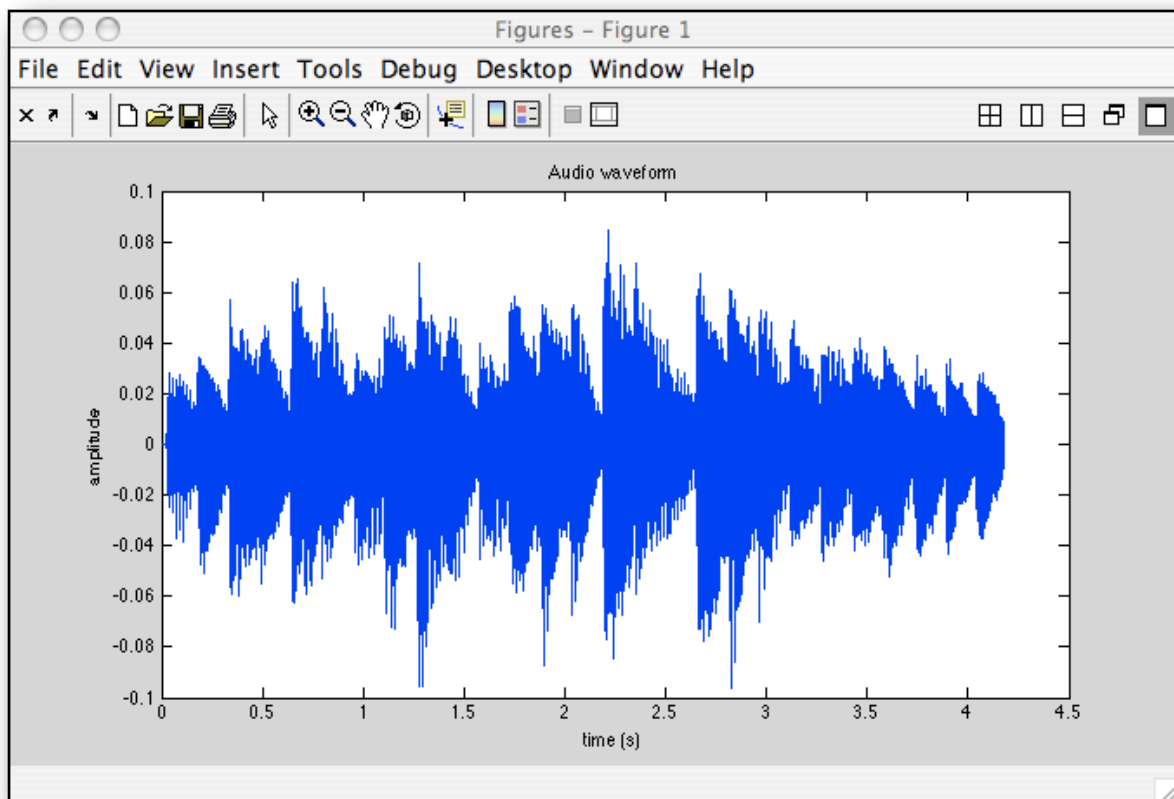 Figures – Figure 1
File Edit View Insert Tools Debug Desktop Window Help
Audio waveform
0.1
0.08
0.06
0.04
0.02
0
-0.02
-0.04
-0.06
-0.08
-0.1
amplitude
0 0.5 1 1.5 2 2.5 3 3.5 4 4.5
time (s)